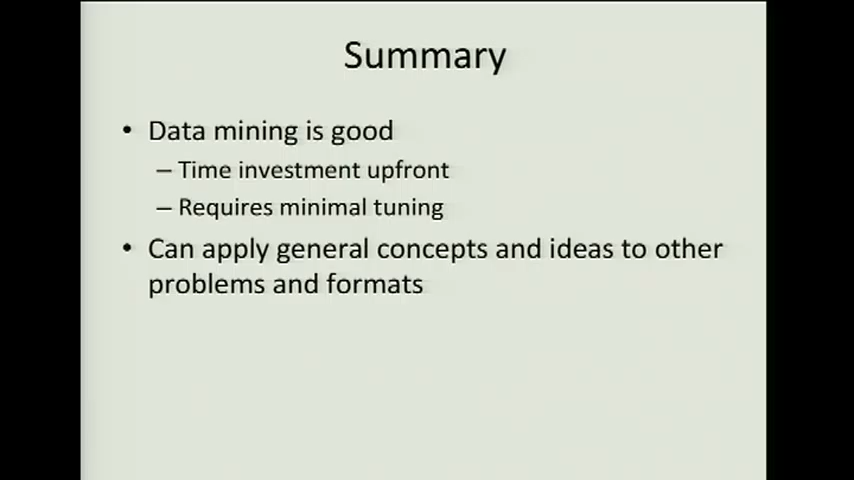 Summary
• Data mining is good
– Time investment upfront
– Requires minimal tuning
• Can apply general concepts and ideas to other
problems and formats